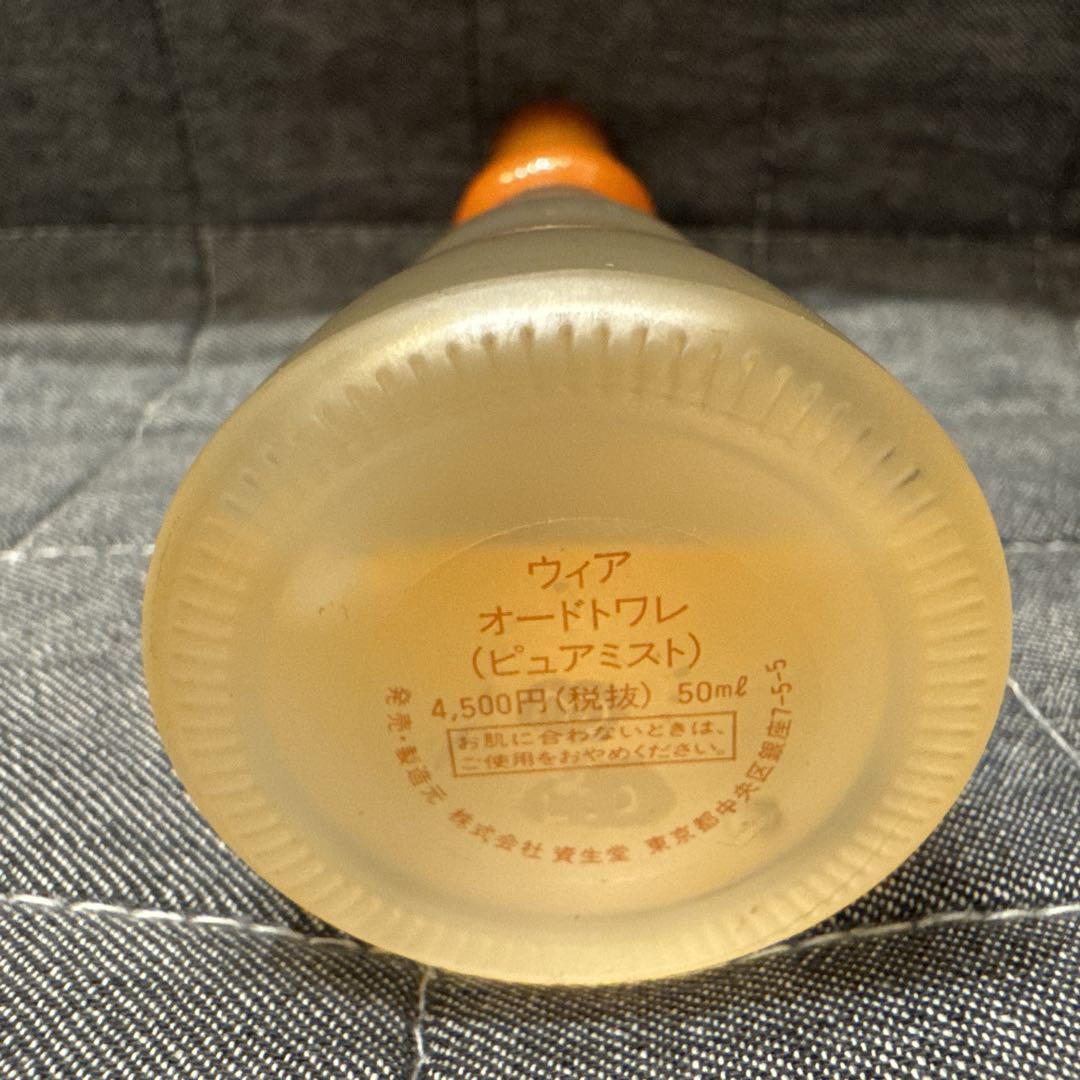 ウィア
オードトワレ
(ピュアミスト)
4,500円(税抜) 50mℓ
お肌に合わないときは、
ご使用をおやめください。
発売・製造元 株式会社 資生堂 東京都中央区銀座7-5-5